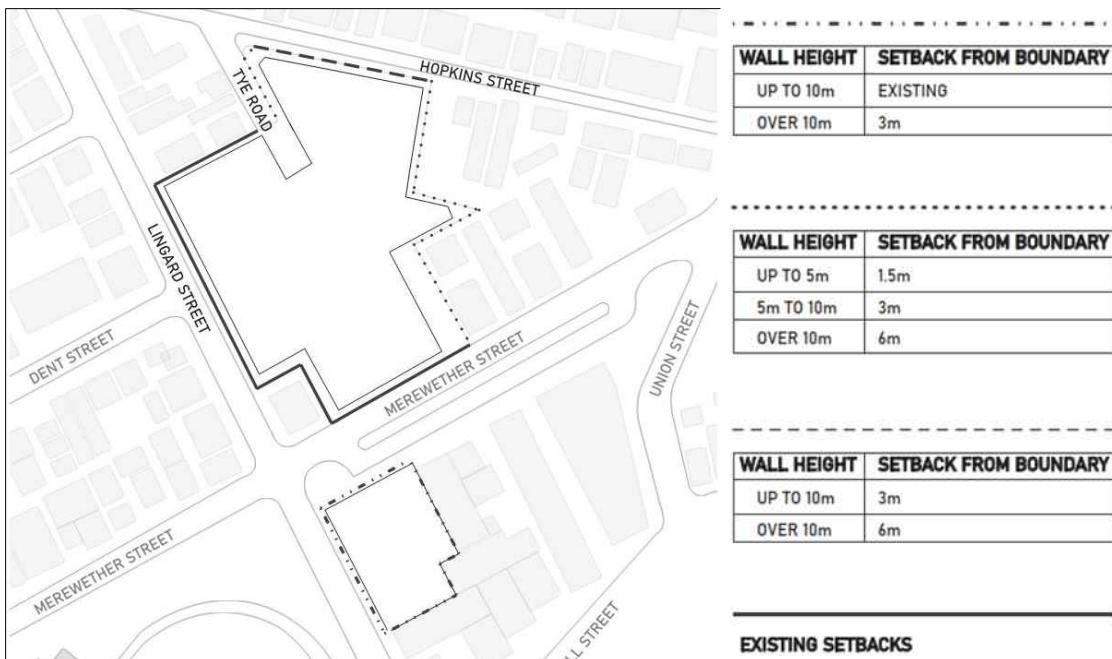 HOPKINS STREET
TYE ROAD
LINGARD STREET
DENT STREET
MEREWETHER STREET
UNION STREET
MEREWETHER STREET
LL STREET
WALL HEIGHT SETBACK FROM BOUNDARY
UP TO 10m EXISTING
OVER 10m 3m
WALL HEIGHT SETBACK FROM BOUNDARY
UP TO 5m 1.5m
5m TO 10m 3m
OVER 10m 6m
WALL HEIGHT SETBACK FROM BOUNDARY
UP TO 10m 3m
OVER 10m 6m
EXISTING SETBACKS